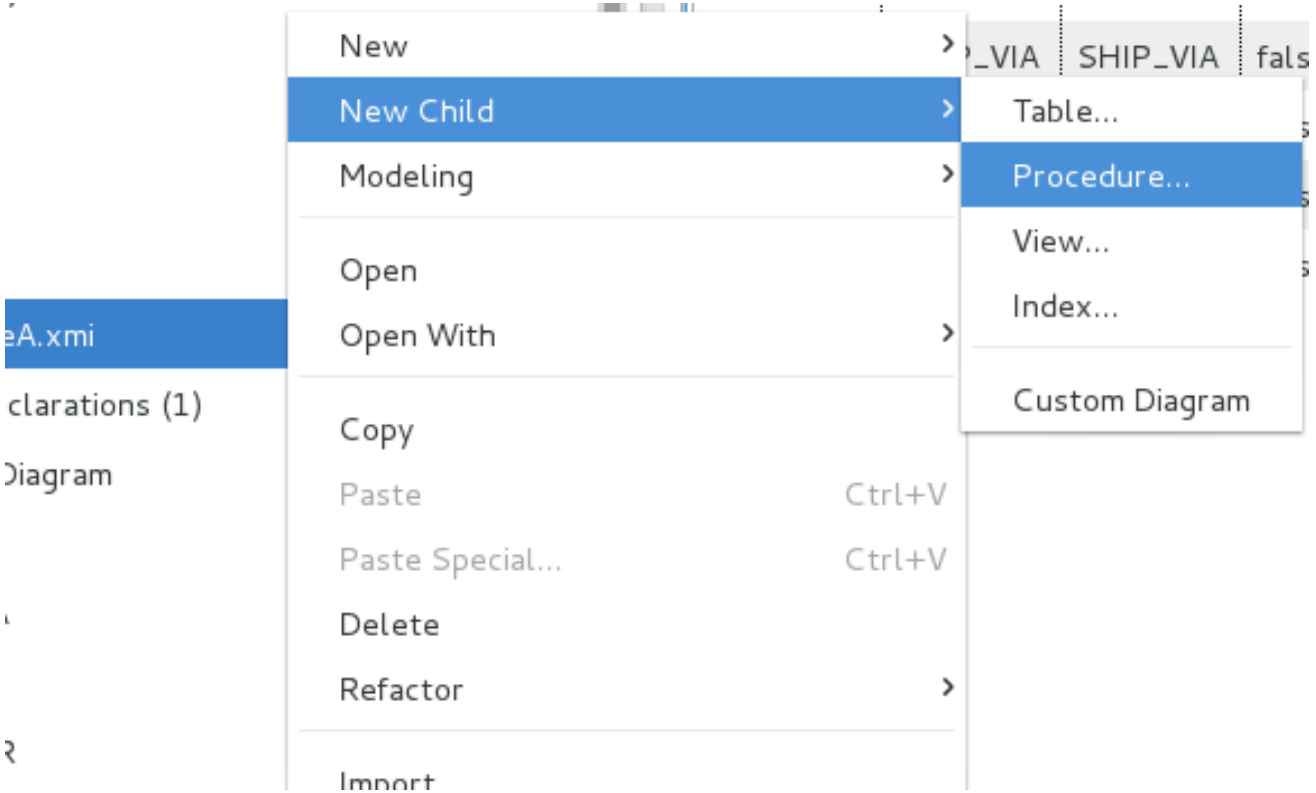 New
_VIA SHIP_VIA fals
New Child
Table...
Modeling
Procedure...
View...
Open
Index...
eA.xmi
Open With
Custom Diagram
clarations (1)
Copy
Diagram
Paste Ctrl+V
Paste Special... Ctrl+V
Delete
Refactor
R
Import